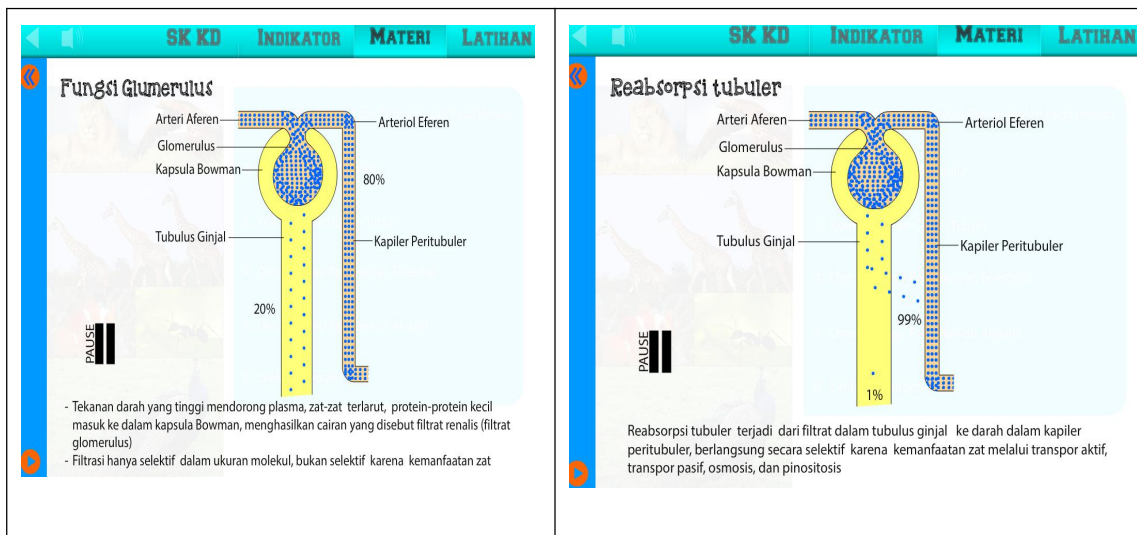 SK KD INDIKATOR MATERI LATIHAN
Fungsi Glumerulus
Arteri Aferen
Arteriol Eferen
Glomerulus
Kapsula Bowman
80%
Tubulus Ginjal
Kapiler Peritubuler
20%
PAUSE
- Tekanan darah yang tinggi mendorong plasma, zat-zat terlarut, protein-protein kecil
masuk ke dalam kapsula Bowman, menghasilkan cairan yang disebut filtrat renalis (filtrat
glomerulus)
- Filtrasi hanya selektif dalam ukuran molekul, bukan selektif karena kemanfaatan zat
SK KD INDIKATOR MATERI LATIHAN
Reabsorpsi tubuler
Arteri Aferen
Arteriol Eferen
Glomerulus
Kapsula Bowman
Tubulus Ginjal
Kapiler Peritubuler
99%
PAUSE
1%
Reabsorpsi tubuler terjadi dari filtrat dalam tubulus ginjal ke darah dalam kapiler
peritubuler, berlangsung secara selektif karena kemanfaatan zat melalui transpor aktif,
transpor pasif, osmosis, dan pinositosis